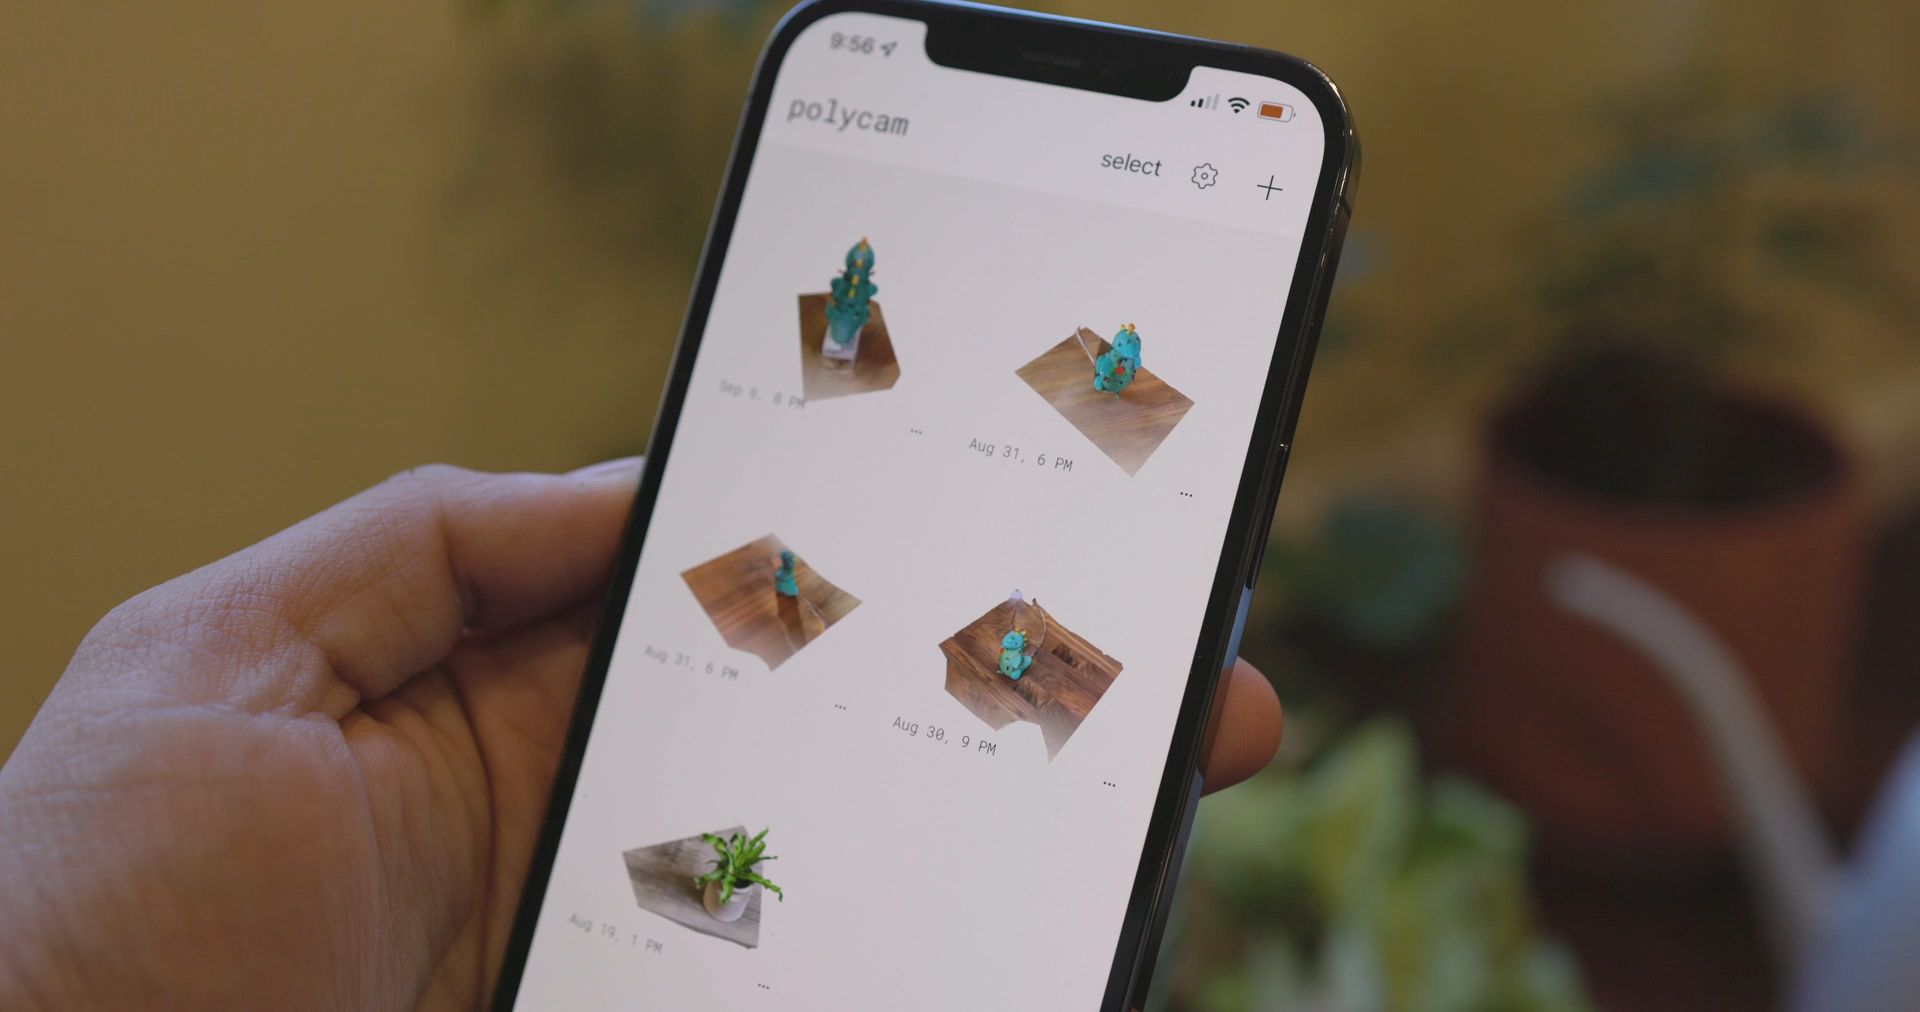 9:56
polycam
select
Sep 6, 8 PM
...
Aug 31, 6 PM
...
Aug 31, 6 PM
...
Aug 30, 9 PM
...
Aug 19, 1 PM
...